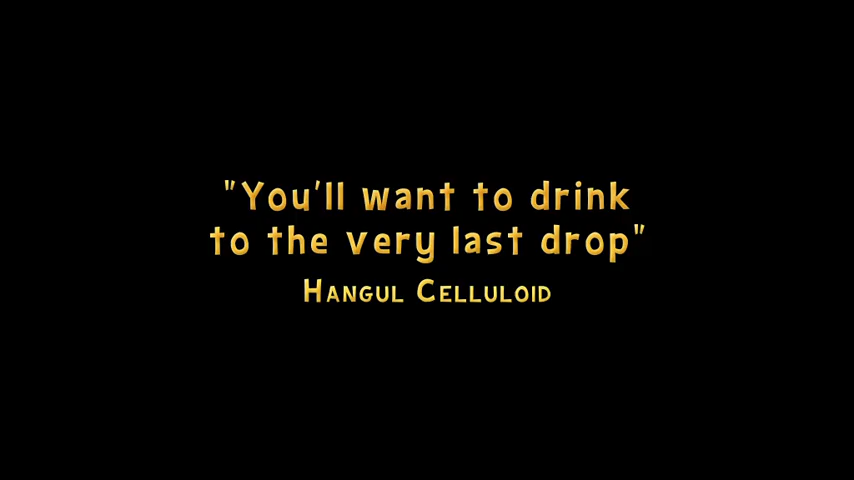 "You'll want to drink
to the very last drop"
Hangul Celluloid